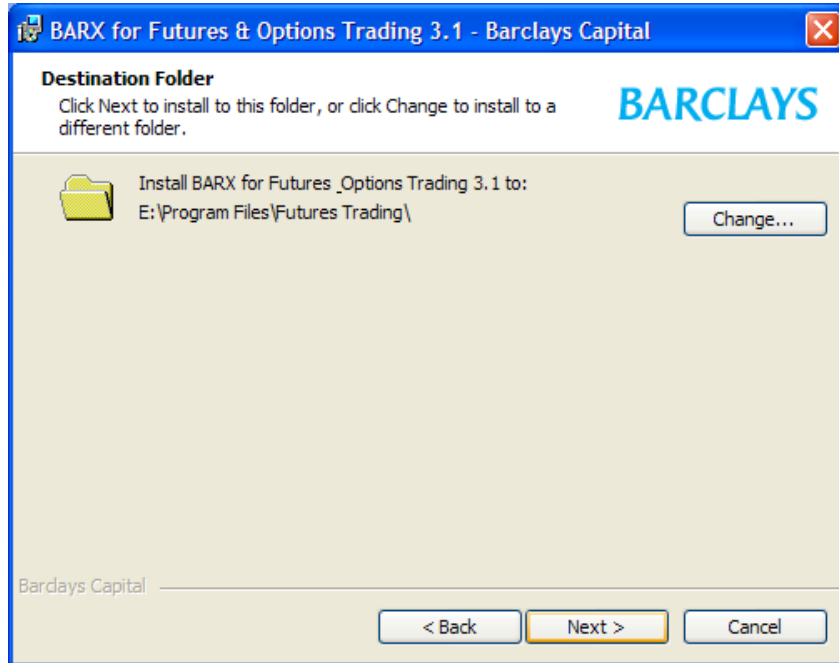 BARX for Futures & Options Trading 3.1 - Barclays Capital
Destination Folder
Click Next to install to this folder, or click Change to install to a
different folder.
BARCLAYS
Install BARX for Futures _Options Trading 3.1 to:
E:\Program Files\Futures Trading\
Change...
Barclays Capital
< Back
Next >
Cancel